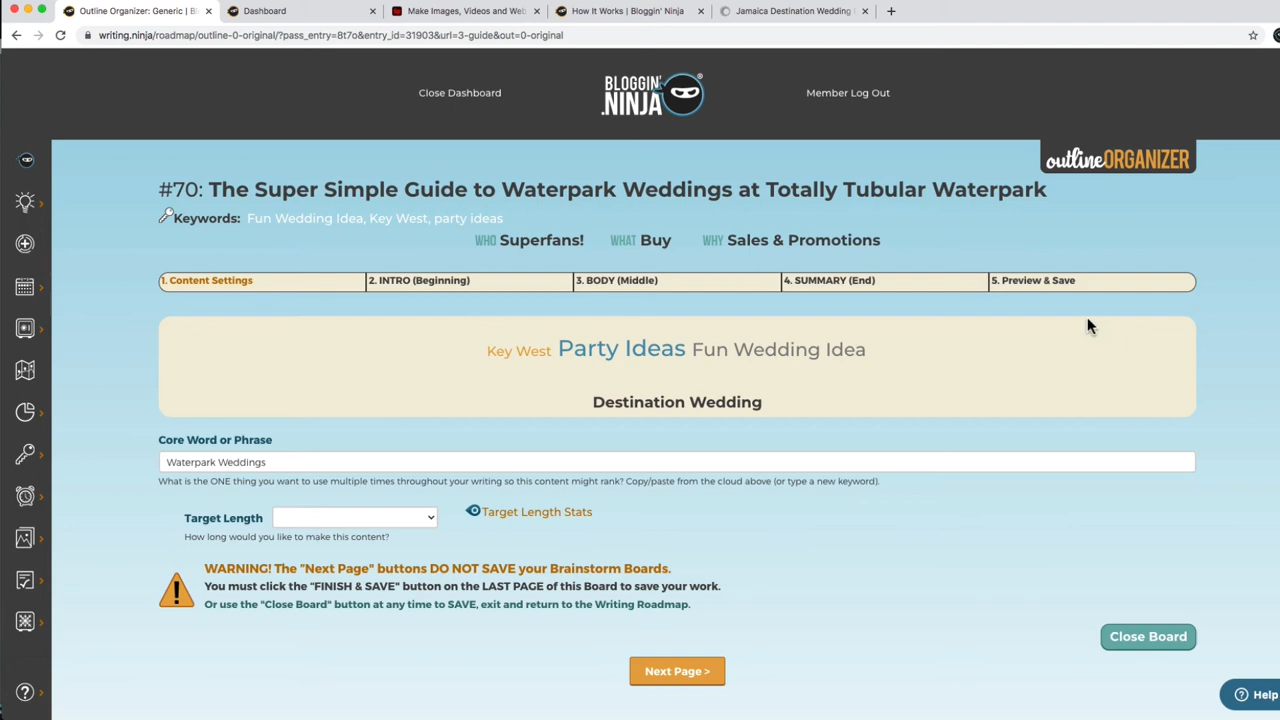 Outline Organizer: Generic | Bl
Dashboard
Make Images, Videos and Web
How It Works | Bloggin' Ninja
Jamaica Destination Wedding
writing.ninja/roadmap/outline-0-original/?pass_entry=8t7o&entry_id=31903&url=3-guide&out=0-original
Close Dashboard
BLOGGIN'
.NINJA®
Member Log Out
outlineORGANIZER
#70: The Super Simple Guide to Waterpark Weddings at Totally Tubular Waterpark
Keywords: Fun Wedding Idea, Key West, party ideas
WHO Superfans! WHAT Buy WHY Sales & Promotions
1. Content Settings
2. INTRO (Beginning)
3. BODY (Middle)
4. SUMMARY (End)
5. Preview & Save
Key West Party Ideas Fun Wedding Idea
Destination Wedding
Core Word or Phrase
Waterpark Weddings
What is the ONE thing you want to use multiple times throughout your writing so this content might rank? Copy/paste from the cloud above (or type a new keyword).
Target Length
Target Length Stats
How long would you like to make this content?
WARNING! The "Next Page" buttons DO NOT SAVE your Brainstorm Boards.
You must click the "FINISH & SAVE" button on the LAST PAGE of this Board to save your work.
Or use the "Close Board" button at any time to SAVE, exit and return to the Writing Roadmap.
Close Board
Next Page >
Help